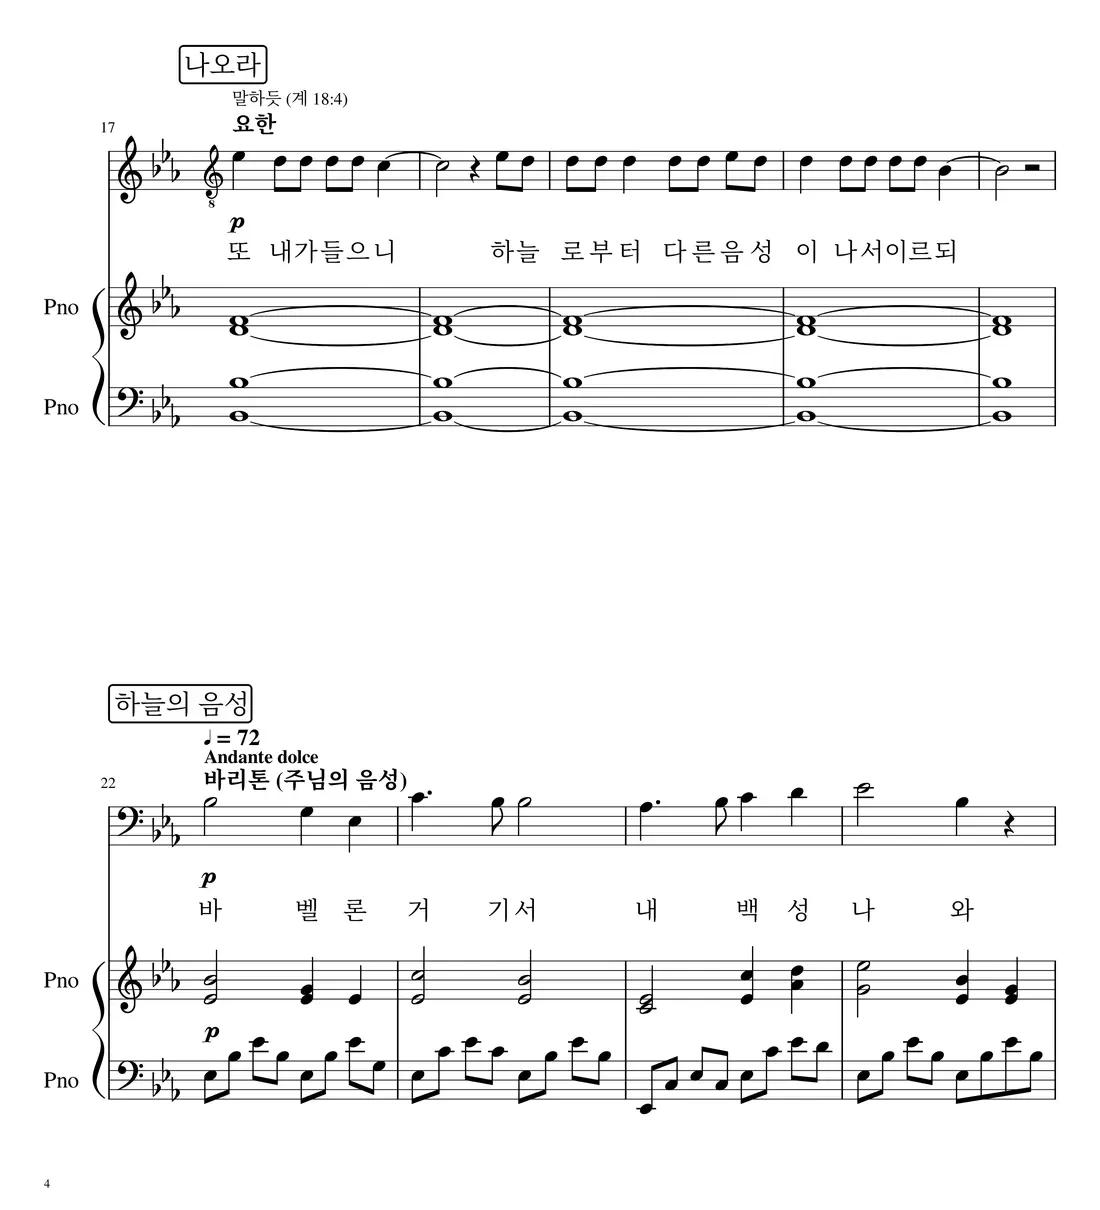 나오라
말하듯 (계 18:4)
요한
17
p
또 내가들으니 하늘 로부 터 다른음성 이 나서이르되
Pno
Pno
하늘의 음성
♩ = 72
Andante dolce
바리톤 (주님의 음성)
22
p
바 벨 론 거 기서 내 백 성 나 와
Pno
p
Pno
4